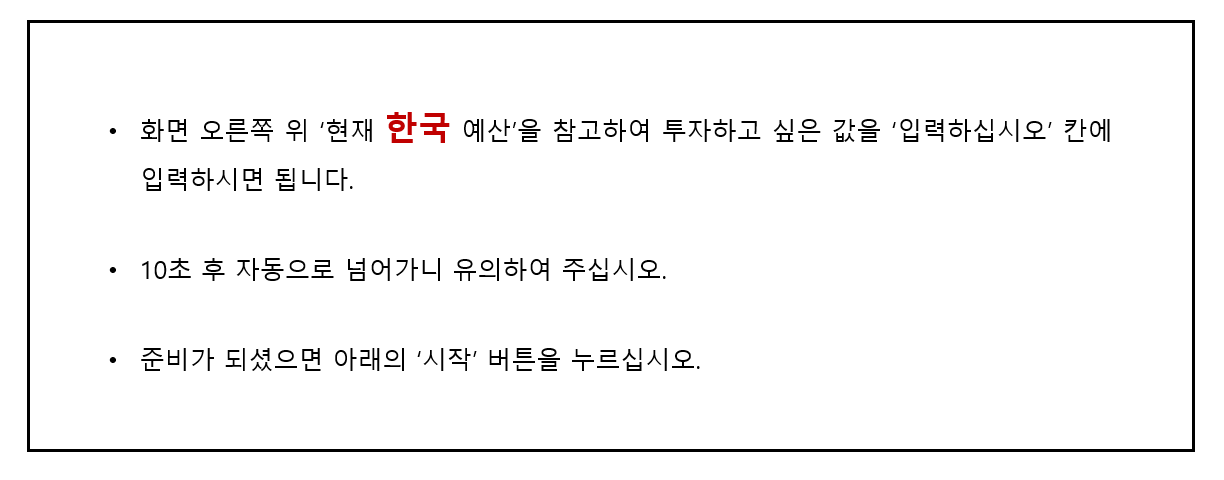 • 화면 오른쪽 위 ‘현재 한국 예산’을 참고하여 투자하고 싶은 값을 ‘입력하십시오’ 칸에
입력하시면 됩니다.
• 10초 후 자동으로 넘어가니 유의하여 주십시오.
• 준비가 되셨으면 아래의 ‘시작’ 버튼을 누르십시오.